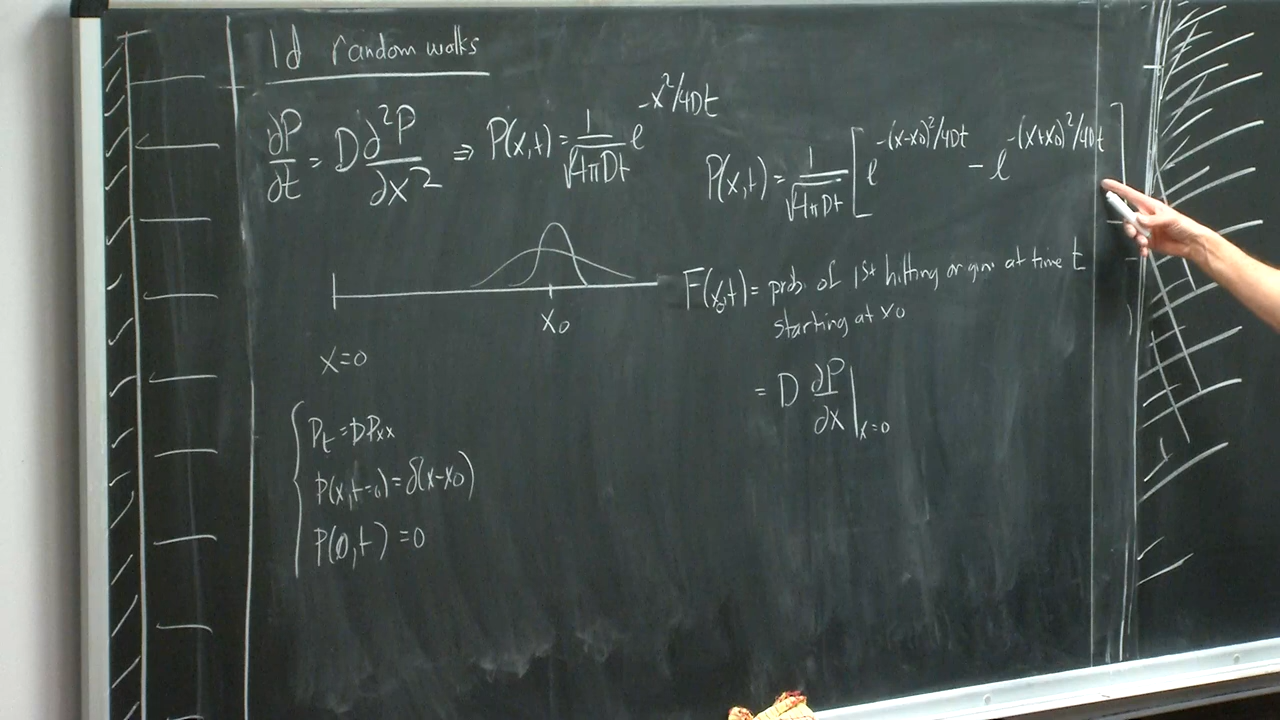 1d random walks
∂P/∂t = D ∂²P/∂x² ⇒ P(x,t) = 1/√4πDt e^{-x²/4Dt}
x₀
x=0
{ P_t = DP_xx
P(x,t=0) = δ(x-x₀)
P(0,t) = 0
P(x,t) = 1/√4πDt [ e^{-(x-x₀)²/4Dt} - e^{-(x+x₀)²/4Dt} ]
F(x₀,t) = prob. of 1st hitting origin at time t
starting at x₀
= D ∂P/∂x |_{x=0}